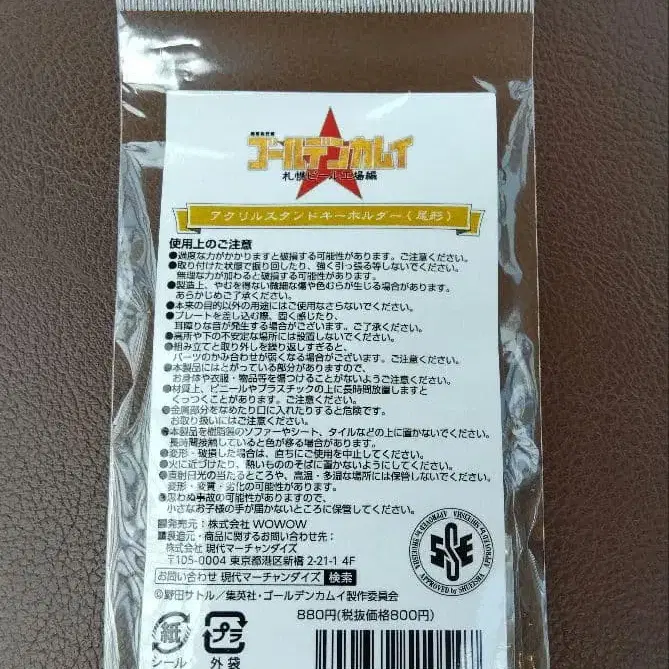 ゴールデンカムイ
札幌ビール工場編
アクリルスタンドキーホルダー(尾形)
使用上のご注意
●過度な力がかかりますと破損する可能性があります。ご注意ください。
●取り付けた状態で振り回したり、強く引っ張る等しないでください。
無理な力が加わると破損する可能性があります。
●製造上、やむを得ない微細な傷や色むらが生じる場合があります。
あらかじめご了承ください。
●本来の目的以外の用途にはご使用なさらないでください。
●プレートを差し込む際、固く感じたり、
耳障りな音が発生する場合がございます。ご了承ください。
●高所や下の不安定な場所には設置しないでください。
●組み立てと取り外しを繰り返しすぎると、
パーツのかみ合わせが弱くなる場合がございます。ご注意ください。
●本製品にはとがっている部分がありますので、
お身体や衣服・物品等を傷つけることがないようご注意ください。
●材質上、ビニールやプラスチックの上に長時間放置しますと
くっつくことがあります。ご注意ください。
●金属部分をなめたり口に入れたりすると危険です。
お取り扱いにはご注意ください。
●本製品を樹脂製のソファーやシート、タイルなどの上に置かないでください。
長時間接触していると色が移る場合があります。
●変形・破損した場合は、直ちにご使用を中止してください。
●火に近づけたり、熱いもののそばに置かないようにしてください。
●直射日光の当たるところや、高温・多湿な場所には保管しないでください。
変形・変質・劣化の可能性があります。
●思わぬ事故の可能性がありますので、
小さなお子様の手が届かないところに保管してください。
■発売元：株式会社 WOWOW
■製造元・商品に関するお問い合わせ先：
株式会社 現代マーチャンダイズ
〒105-0004 東京都港区新橋 2-21-1 4F
お問い合わせ 現代マーチャンダイズ 検索
©野田サトル／集英社・ゴールデンカムイ製作委員会
APPROVED by SHUEISHA
880円(税抜価格800円)
紙
シール
プラ
外袋